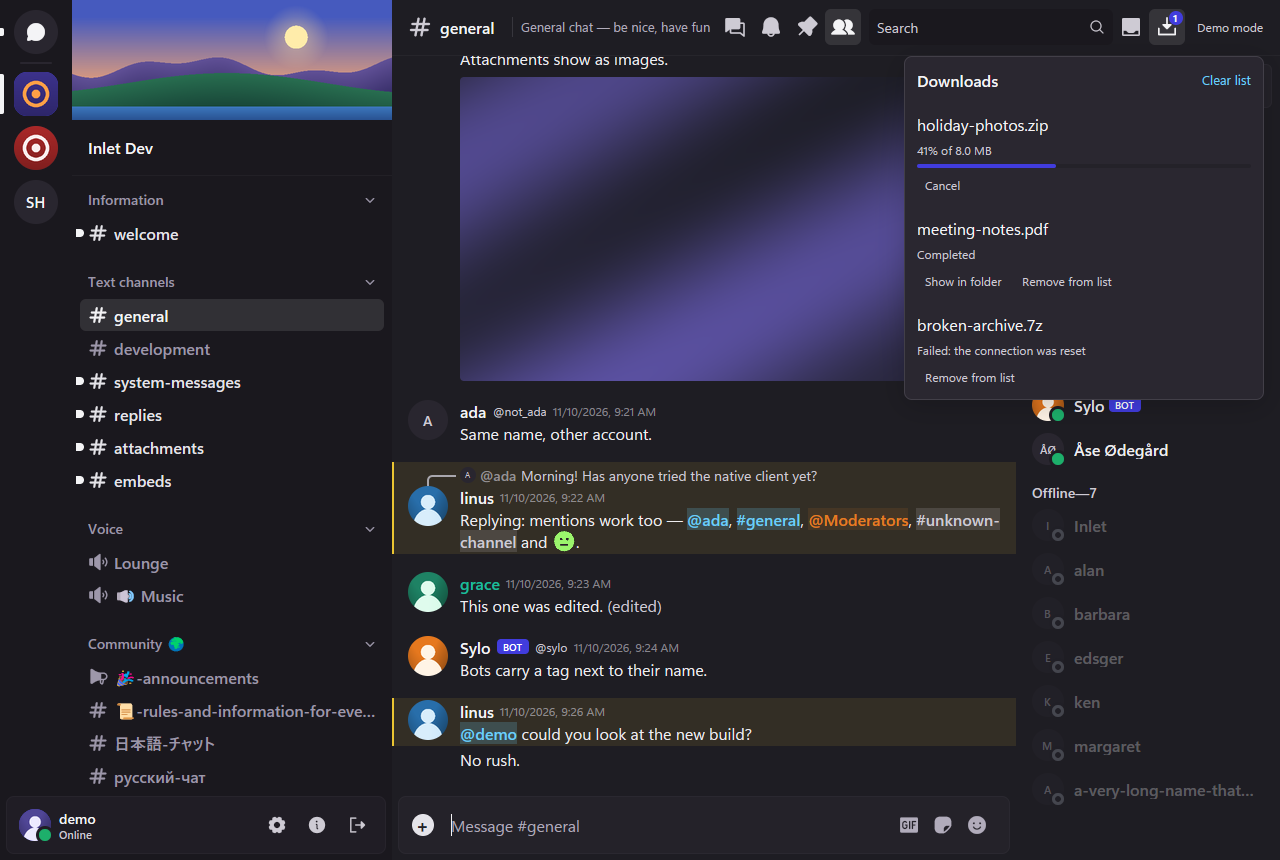 SH
Inlet Dev
Information
welcome
Text channels
general
development
system-messages
replies
attachments
embeds
Voice
Lounge
Music
Community
-announcements
-rules-and-information-for-eve...
日本語-チャット
русский-чат
demo
Online
general
General chat — be nice, have fun
Search
1
Demo mode
Attachments show as images.
A
ada @not_ada 11/10/2026, 9:21 AM
Same name, other account.
A @ada Morning! Has anyone tried the native client yet?
linus 11/10/2026, 9:22 AM
Replying: mentions work too — @ada, #general, @Moderators, #unknown-
channel and .
grace 11/10/2026, 9:23 AM
This one was edited. (edited)
Sylo BOT @sylo 11/10/2026, 9:24 AM
Bots carry a tag next to their name.
linus 11/10/2026, 9:26 AM
@demo could you look at the new build?
No rush.
Message #general
GIF
Downloads
Clear list
holiday-photos.zip
41% of 8.0 MB
Cancel
meeting-notes.pdf
Completed
Show in folder Remove from list
broken-archive.7z
Failed: the connection was reset
Remove from list
Sylo BOT
ÅØ Åse Ødegård
Offline—7
I Inlet
A alan
B barbara
E edsger
K ken
M margaret
A a-very-long-name-that...